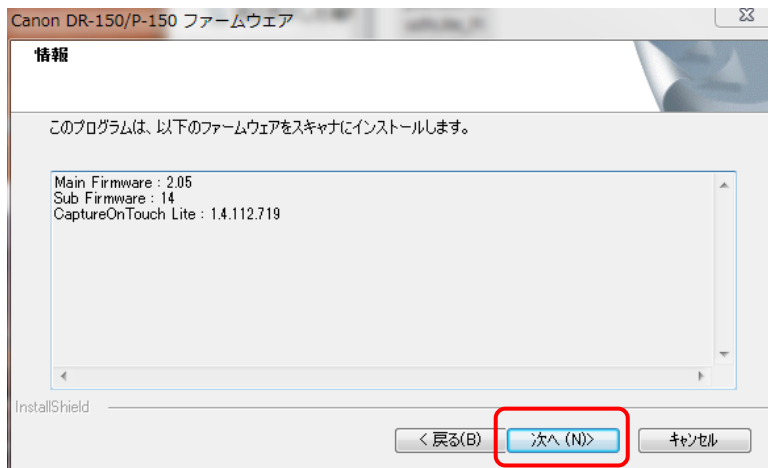 Canon DR-150/P-150 ファームウェア
情報
このプログラムは、以下のファームウェアをスキャナにインストールします。
Main Firmware : 2.05
Sub Firmware : 14
CaptureOnTouch Lite : 1.4.112.719
InstallShield
< 戻る(B)
次へ (N)>
キャンセル